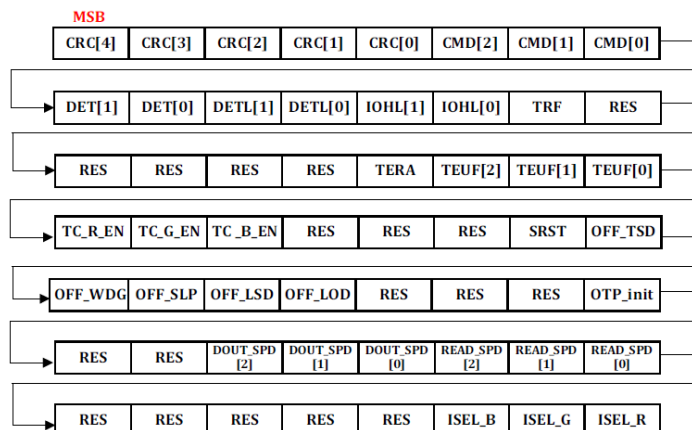 MSB
CRC[4] CRC[3] CRC[2] CRC[1] CRC[0] CMD[2] CMD[1] CMD[0]
DET[1] DET[0] DETL[1] DETL[0] IOHL[1] IOHL[0] TRF RES
RES RES RES RES TERA TEUF[2] TEUF[1] TEUF[0]
TC_R_EN TC_G_EN TC _B_EN RES RES RES SRST OFF_TSD
OFF_WDG OFF_SLP OFF_LSD OFF_LOD RES RES RES OTP_init
RES RES DOUT_SPD [2] DOUT_SPD [1] DOUT_SPD [0] READ_SPD [2] READ_SPD [1] READ_SPD [0]
RES RES RES RES RES ISEL_B ISEL_G ISEL_R